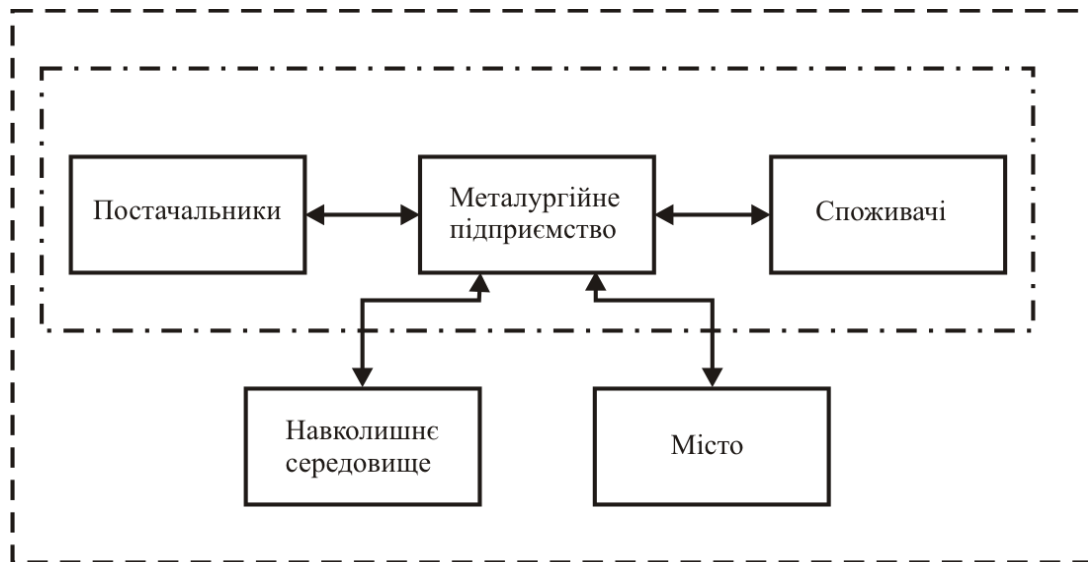 Постачальники
Металургійне
підприємство
Споживачі
Навколишнє
середовище
Місто